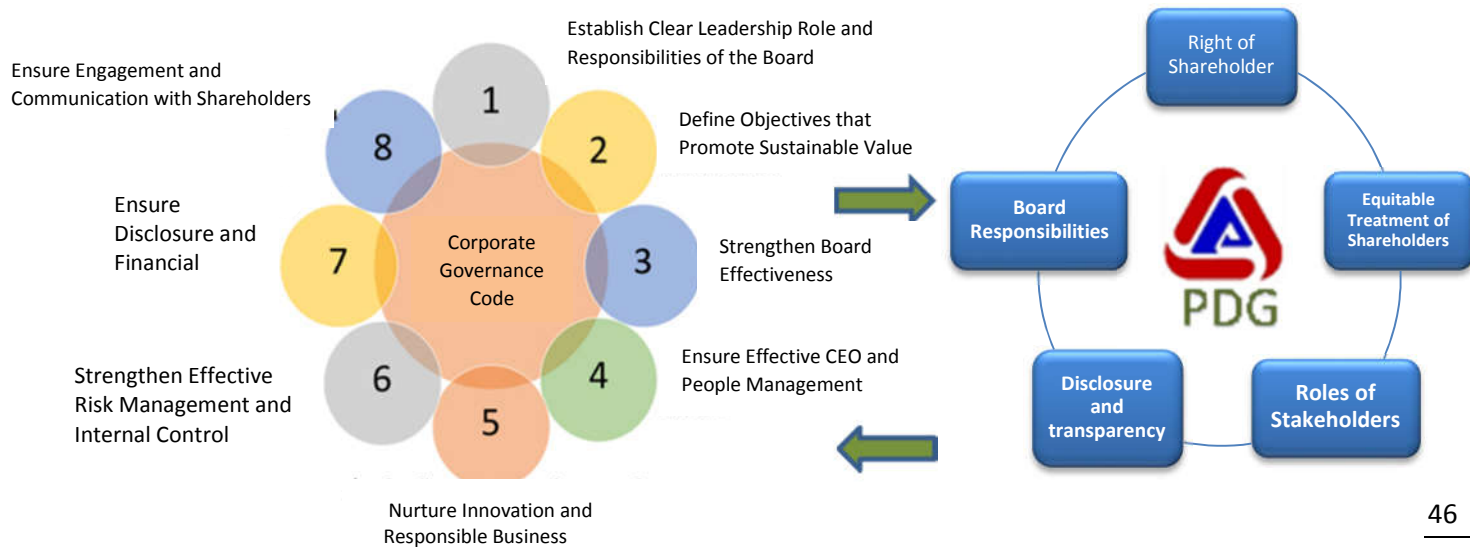 Establish Clear Leadership Role and
Responsibilities of the Board
1
Define Objectives that
Promote Sustainable Value
2
Strengthen Board
Effectiveness
3
Ensure Effective CEO and
People Management
4
5
Nurture Innovation and
Responsible Business
6
Strengthen Effective
Risk Management and
Internal Control
7
Ensure
Disclosure and
Financial
8
Ensure Engagement and
Communication with Shareholders
Corporate
Governance
Code
Right of
Shareholder
Equitable
Treatment of
Shareholders
Roles of
Stakeholders
Disclosure
and
transparency
Board
Responsibilities
PDG
46